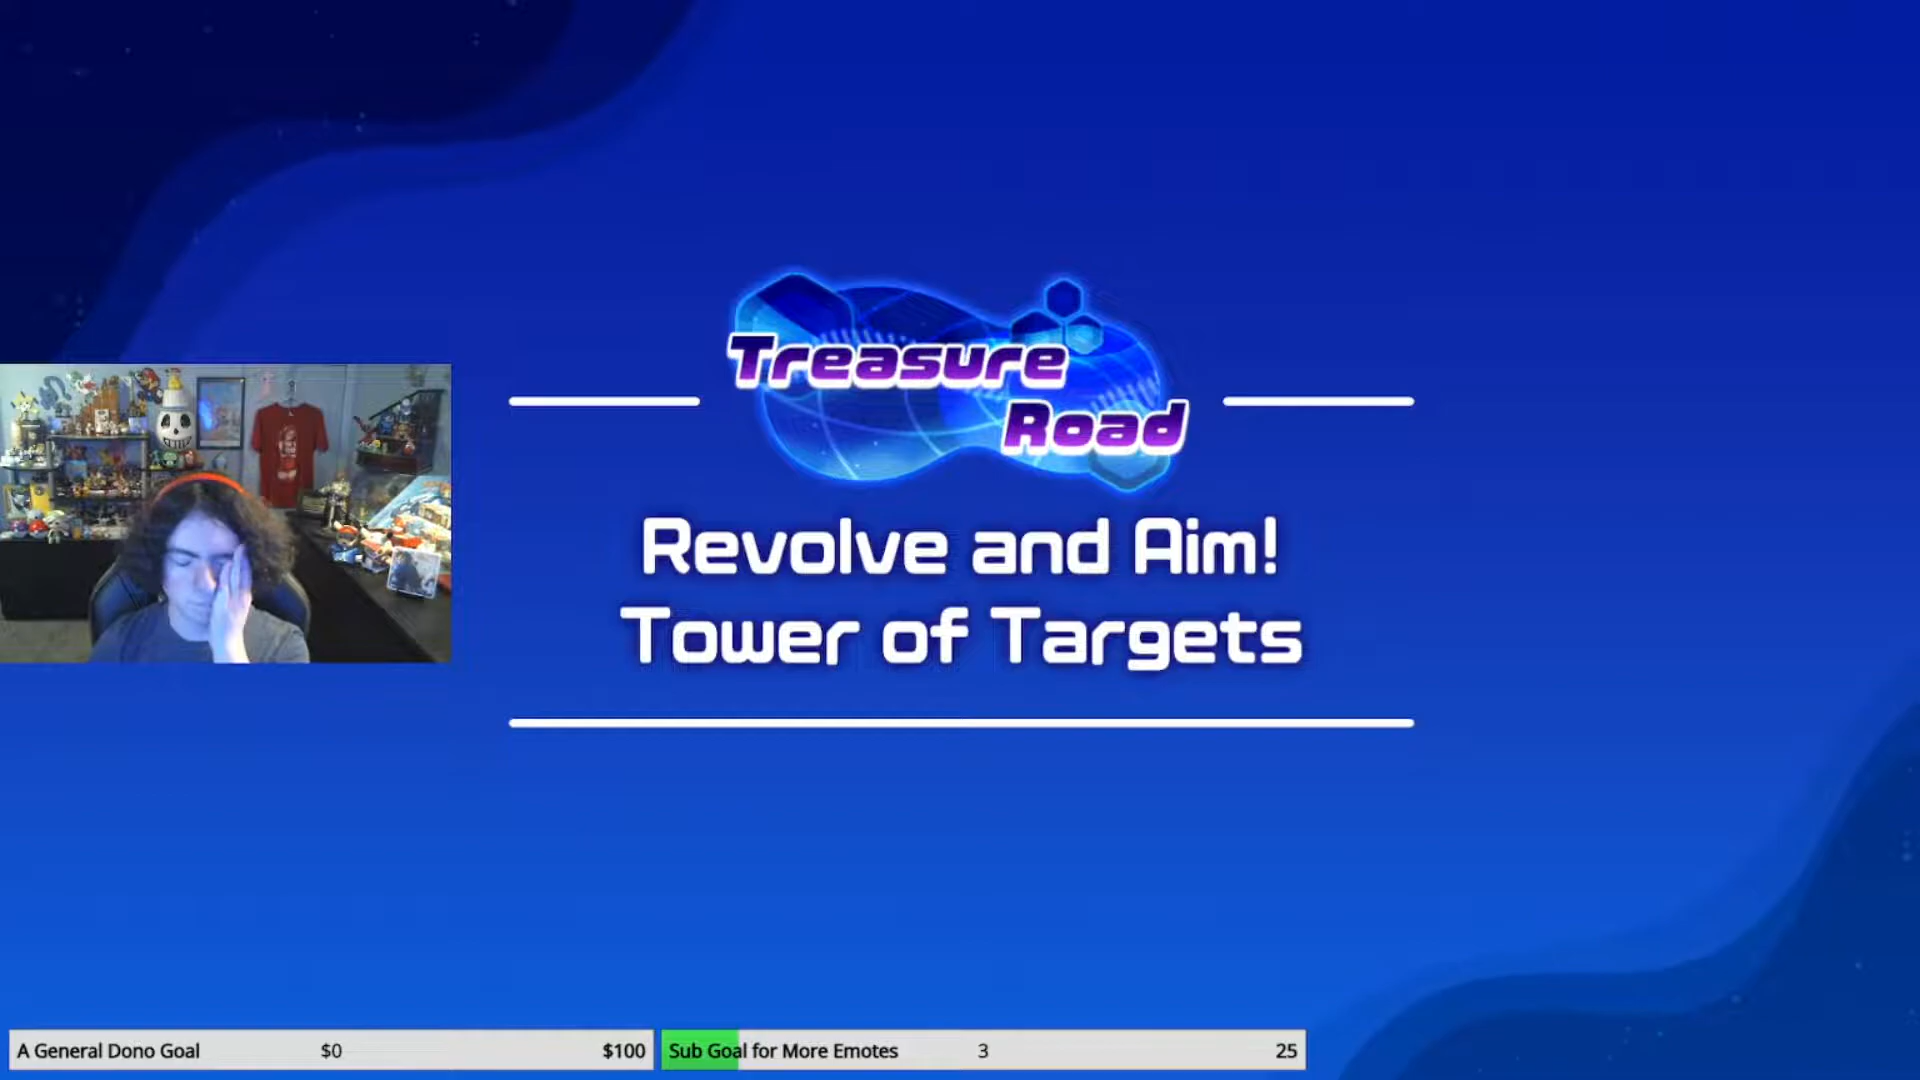 Treasure
Road
Revolve and Aim!
Tower of Targets
A General Dono Goal $0 $100
Sub Goal for More Emotes 3 25